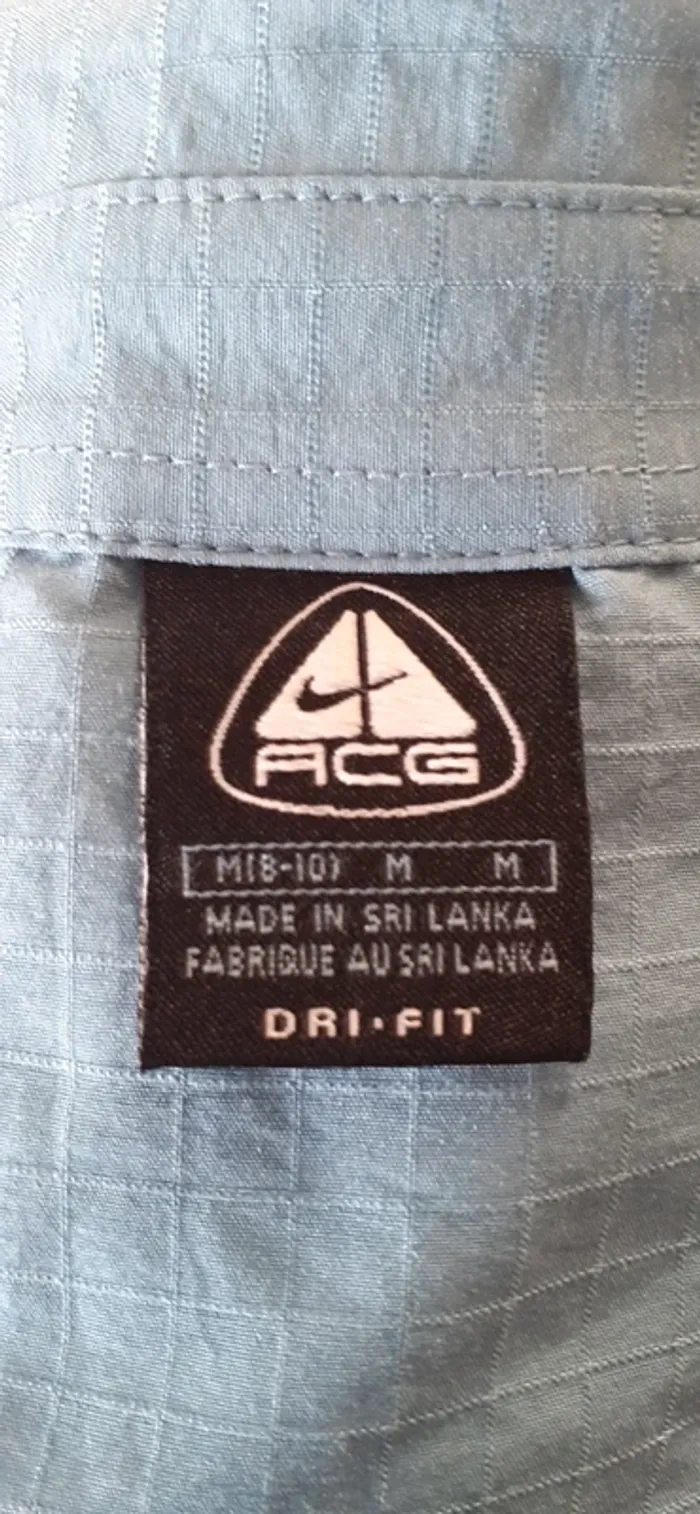 ACG
M(8-10) M M
MADE IN SRI LANKA
FABRIQUE AU SRI LANKA
DRI·FIT